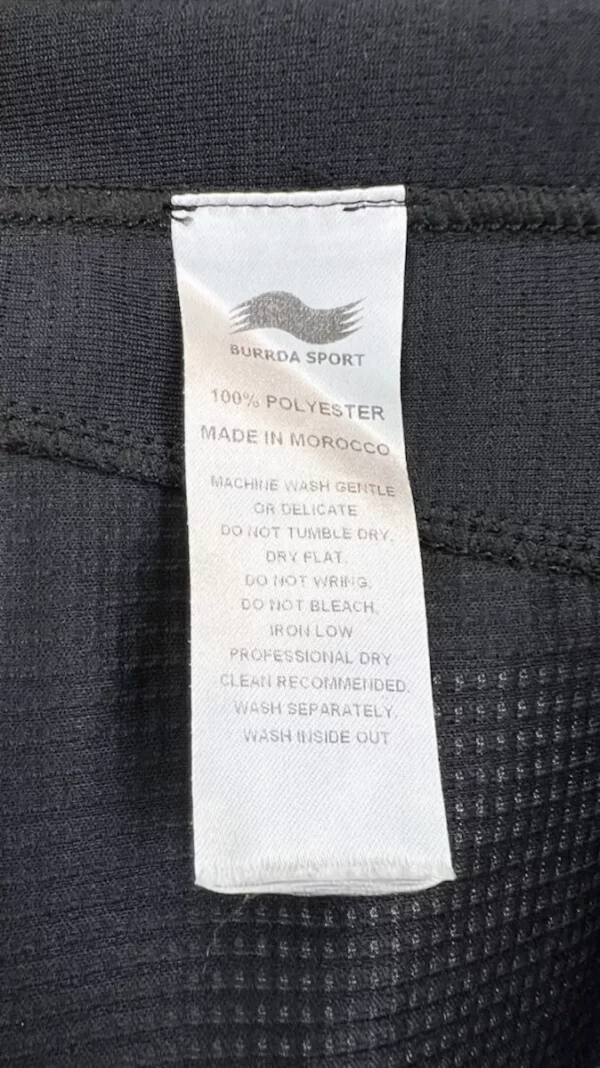 BURRDA SPORT
100% POLYESTER
MADE IN MOROCCO
MACHINE WASH GENTLE
OR DELICATE
DO NOT TUMBLE DRY.
DRY FLAT.
DO NOT WRING.
DO NOT BLEACH.
IRON LOW
PROFESSIONAL DRY
CLEAN RECOMMENDED.
WASH SEPARATELY.
WASH INSIDE OUT